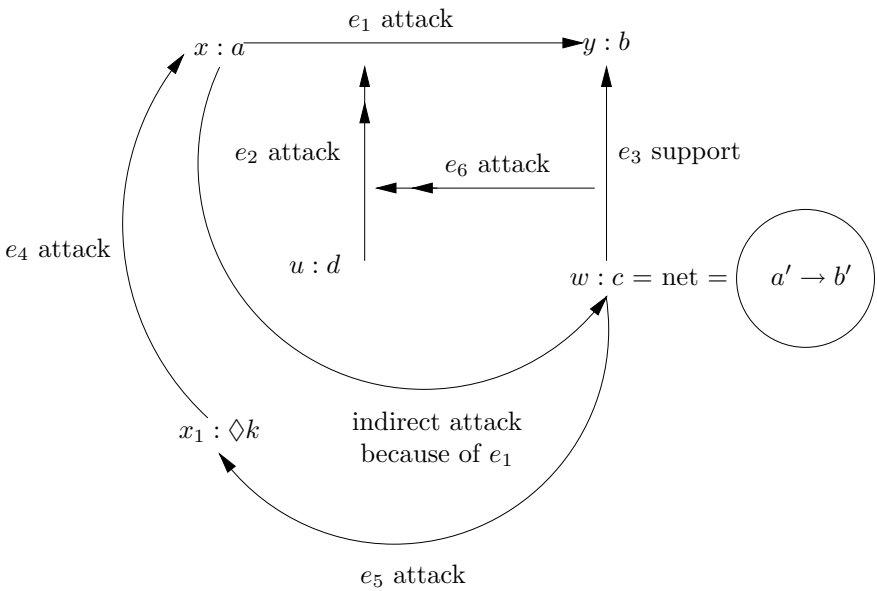 e₁ attack
x : a
y : b
e₂ attack
e₆ attack
e₃ support
e₄ attack
u : d
w : c = net =
a′ → b′
x₁ : ◊k
indirect attack
because of e₁
e₅ attack